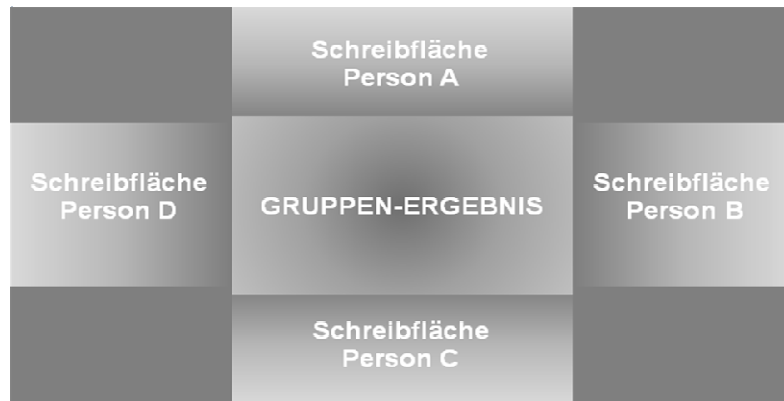 Schreibfläche
Person A
Schreibfläche
Person D
GRUPPEN-ERGEBNIS
Schreibfläche
Person B
Schreibfläche
Person C